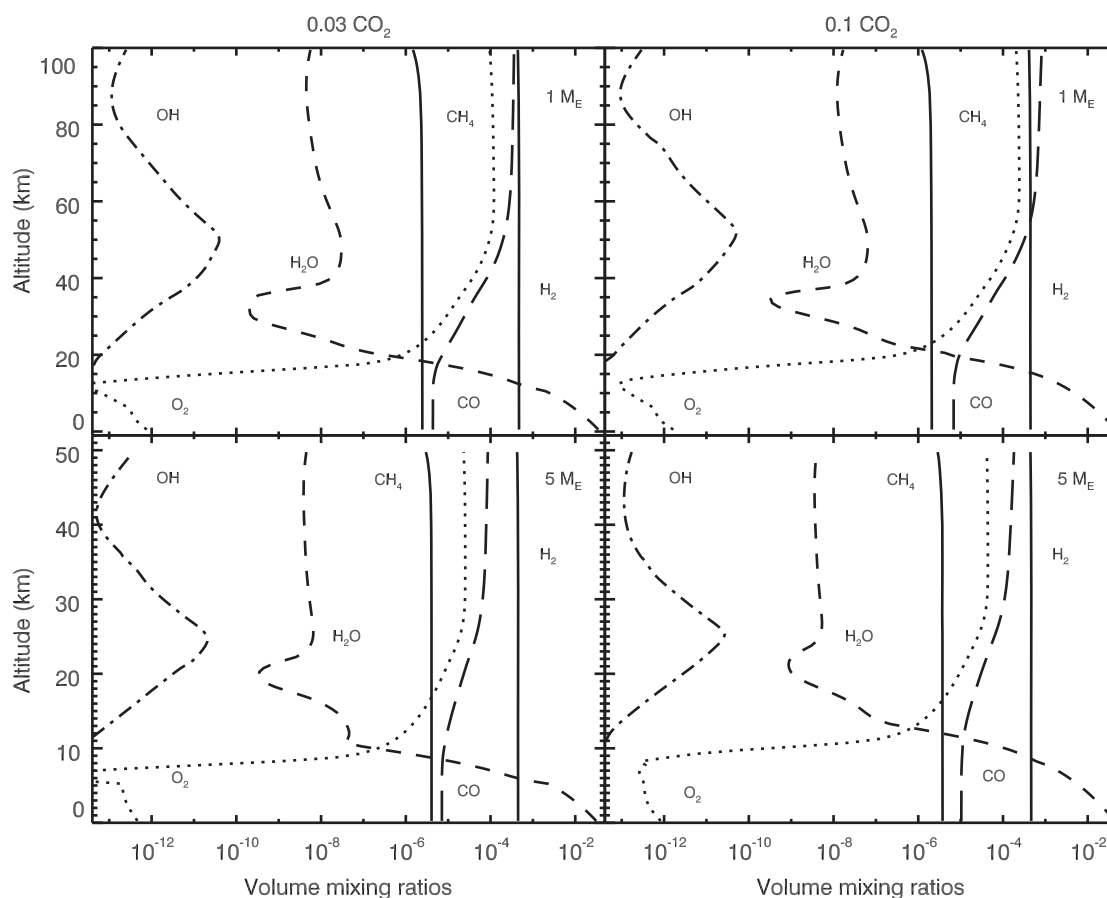 0.03 CO₂
0.1 CO₂
100
80
60
40
20
0
Altitude (km)
OH
H₂O
CH₄
1 M_E
H₂
CO
O₂
OH
H₂O
CH₄
1 M_E
H₂
CO
O₂
50
40
30
20
10
0
Altitude (km)
OH
CH₄
5 M_E
H₂
H₂O
O₂
CO
OH
CH₄
5 M_E
H₂
H₂O
O₂
CO
10⁻¹² 10⁻¹⁰ 10⁻⁸ 10⁻⁶ 10⁻⁴ 10⁻²
10⁻¹² 10⁻¹⁰ 10⁻⁸ 10⁻⁶ 10⁻⁴ 10⁻²
Volume mixing ratios
Volume mixing ratios